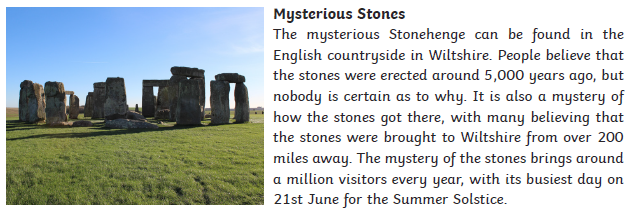 Mysterious Stones
The mysterious Stonehenge can be found in the
English countryside in Wiltshire. People believe that
the stones were erected around 5,000 years ago, but
nobody is certain as to why. It is also a mystery of
how the stones got there, with many believing that
the stones were brought to Wiltshire from over 200
miles away. The mystery of the stones brings around
a million visitors every year, with its busiest day on
21st June for the Summer Solstice.